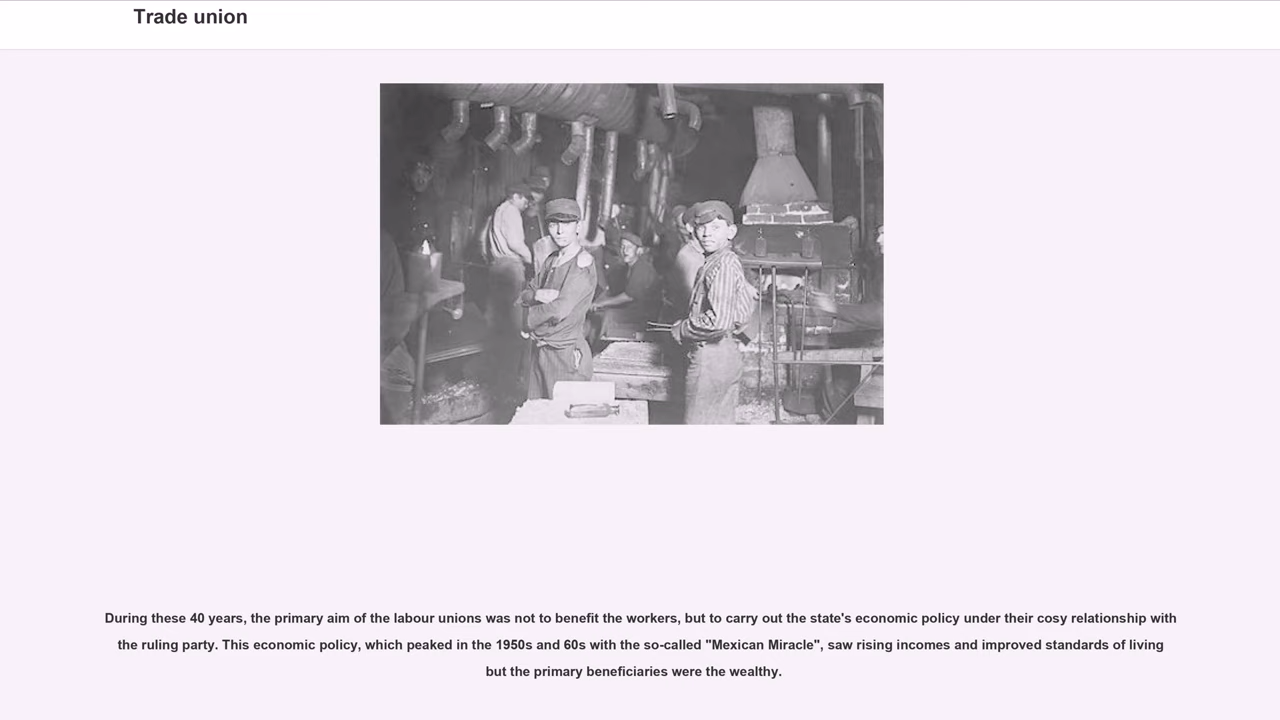 Trade union
During these 40 years, the primary aim of the labour unions was not to benefit the workers, but to carry out the state's economic policy under their cosy relationship with
the ruling party. This economic policy, which peaked in the 1950s and 60s with the so-called "Mexican Miracle", saw rising incomes and improved standards of living
but the primary beneficiaries were the wealthy.